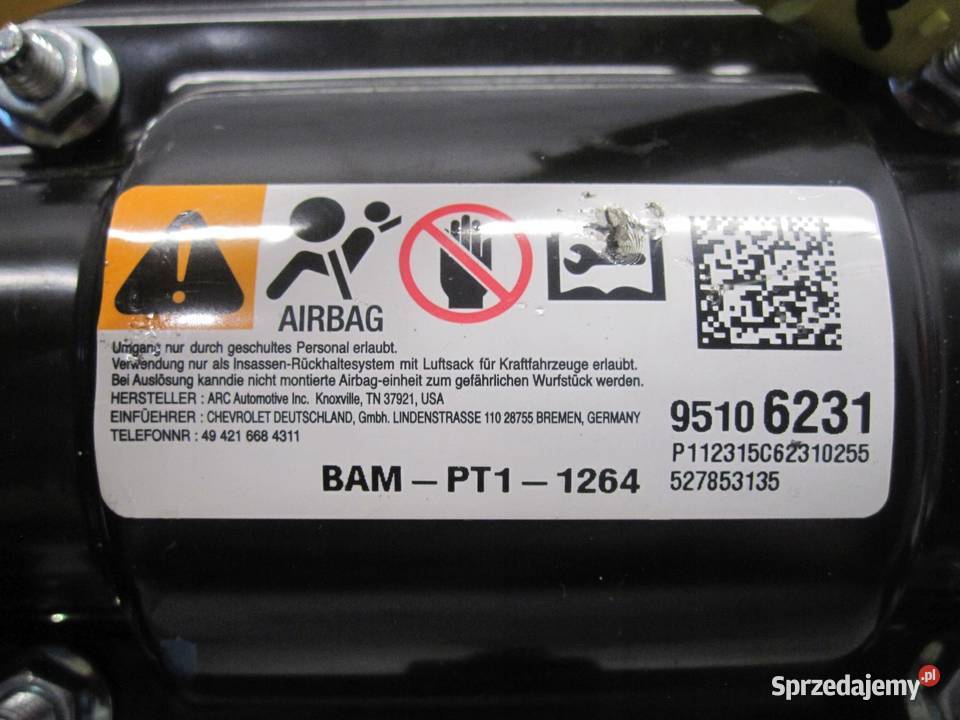 AIRBAG
Umgang nur durch geschultes Personal erlaubt.
Verwendung nur als Insassen-Rückhaltesystem mit Luftsack für Kraftfahrzeuge erlaubt.
Bei Auslösung kanndie nicht montierte Airbag-einheit zum gefährlichen Wurfstück werden.
HERSTELLER : ARC Automotive Inc. Knoxville, TN 37921, USA
EINFÜEHRER : CHEVROLET DEUTSCHLAND, Gmbh. LINDENSTRASSE 110 28755 BREMEN, GERMANY
TELEFONNR : 49 421 668 4311
BAM-PT1-1264
9510 6231
P112315C62310255
527853135
Sprzedajemy.pl